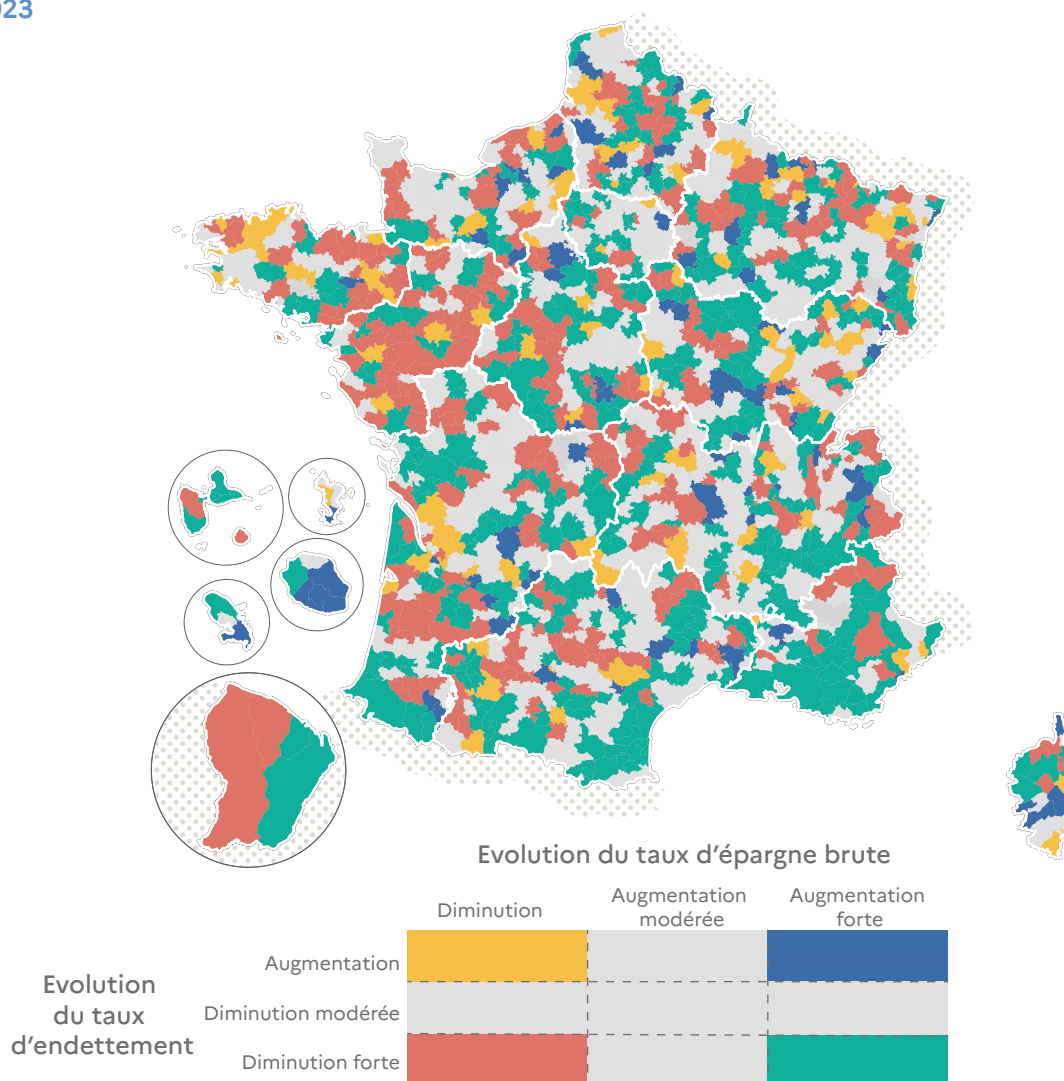 023
Evolution du taux d'épargne brute
Diminution
Augmentation
modérée
Augmentation
forte
Evolution
du taux
d'endettement
Augmentation
Diminution modérée
Diminution forte